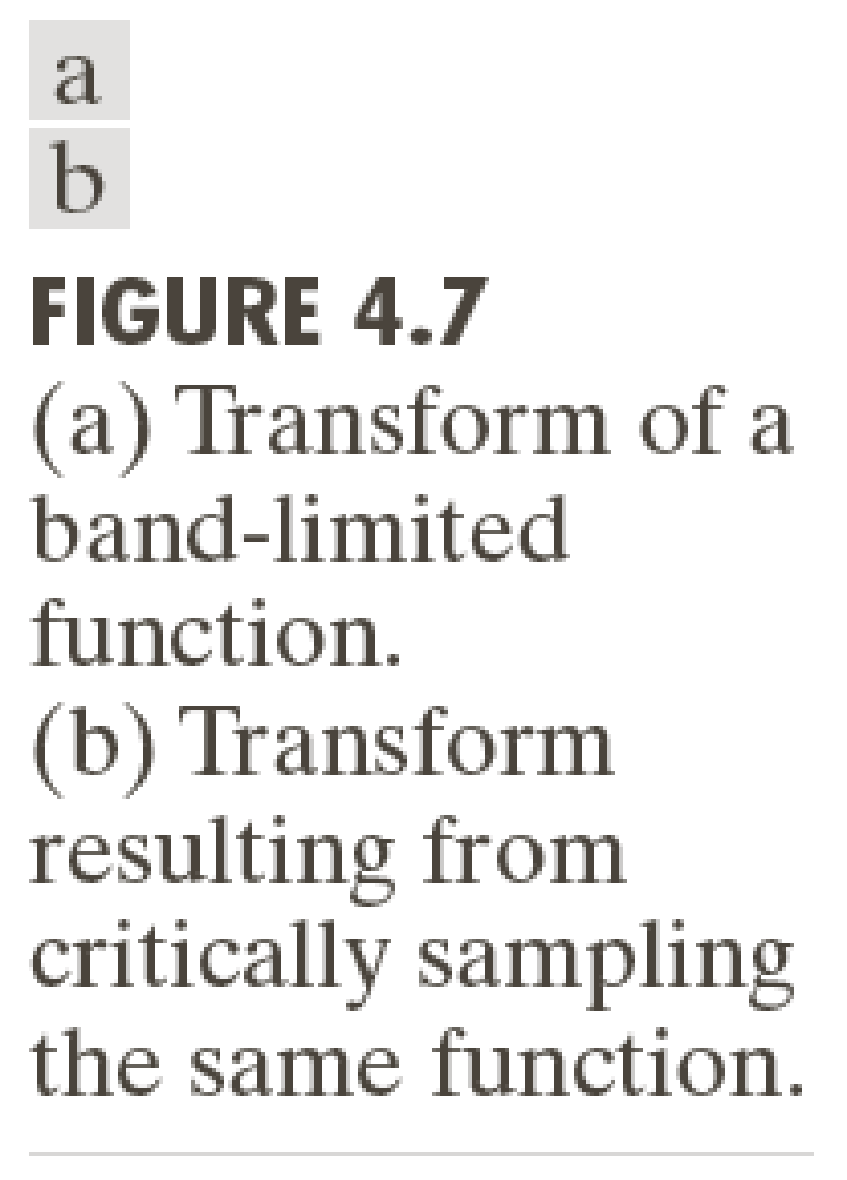 a
b
FIGURE 4.7
(a) Transform of a
band-limited
function.
(b) Transform
resulting from
critically sampling
the same function.